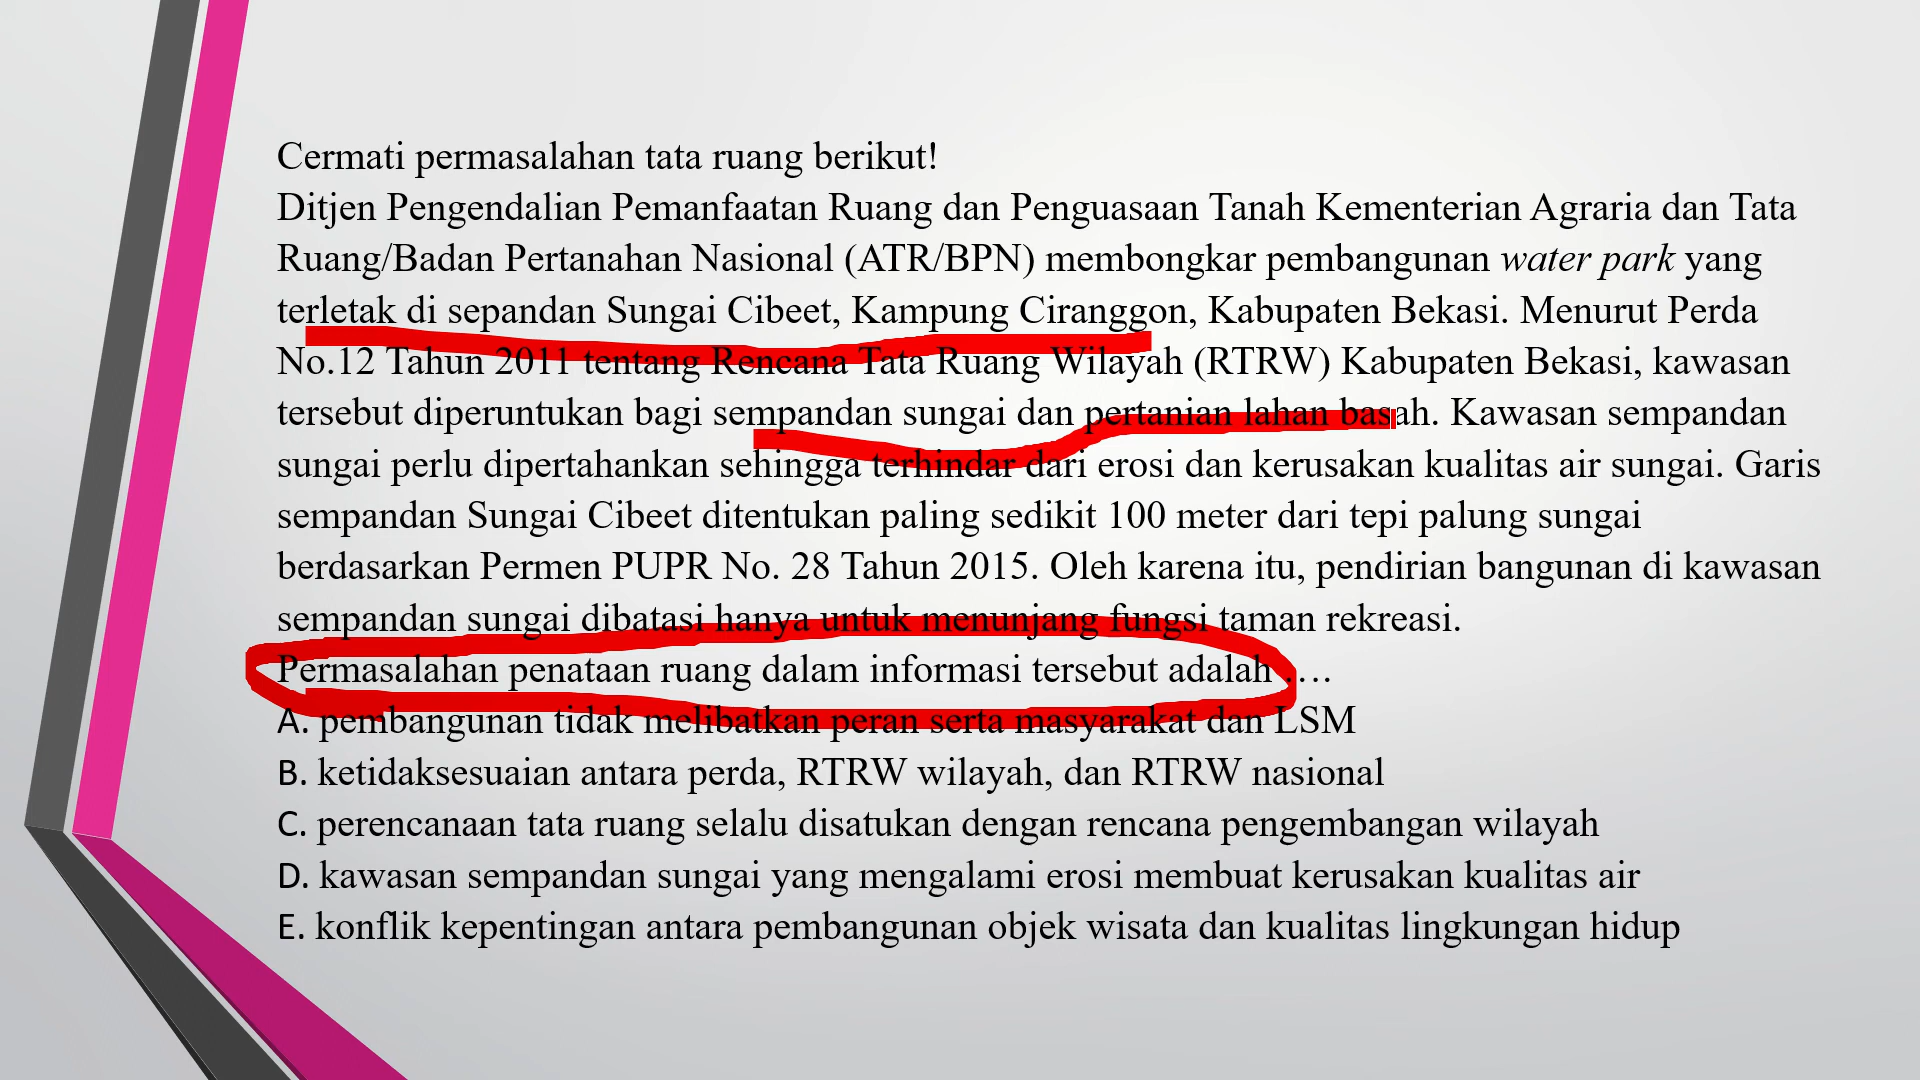 Cermati permasalahan tata ruang berikut!
Ditjen Pengendalian Pemanfaatan Ruang dan Penguasaan Tanah Kementerian Agraria dan Tata
Ruang/Badan Pertanahan Nasional (ATR/BPN) membongkar pembangunan water park yang
terletak di sepandan Sungai Cibeet, Kampung Ciranggon, Kabupaten Bekasi. Menurut Perda
No.12 Tahun 2011 tentang Rencana Tata Ruang Wilayah (RTRW) Kabupaten Bekasi, kawasan
tersebut diperuntukan bagi sempandan sungai dan pertanian lahan basah. Kawasan sempandan
sungai perlu dipertahankan sehingga terhindar dari erosi dan kerusakan kualitas air sungai. Garis
sempandan Sungai Cibeet ditentukan paling sedikit 100 meter dari tepi palung sungai
berdasarkan Permen PUPR No. 28 Tahun 2015. Oleh karena itu, pendirian bangunan di kawasan
sempandan sungai dibatasi hanya untuk menunjang fungsi taman rekreasi.
Permasalahan penataan ruang dalam informasi tersebut adalah ….
A. pembangunan tidak melibatkan peran serta masyarakat dan LSM
B. ketidaksesuaian antara perda, RTRW wilayah, dan RTRW nasional
C. perencanaan tata ruang selalu disatukan dengan rencana pengembangan wilayah
D. kawasan sempandan sungai yang mengalami erosi membuat kerusakan kualitas air
E. konflik kepentingan antara pembangunan objek wisata dan kualitas lingkungan hidup